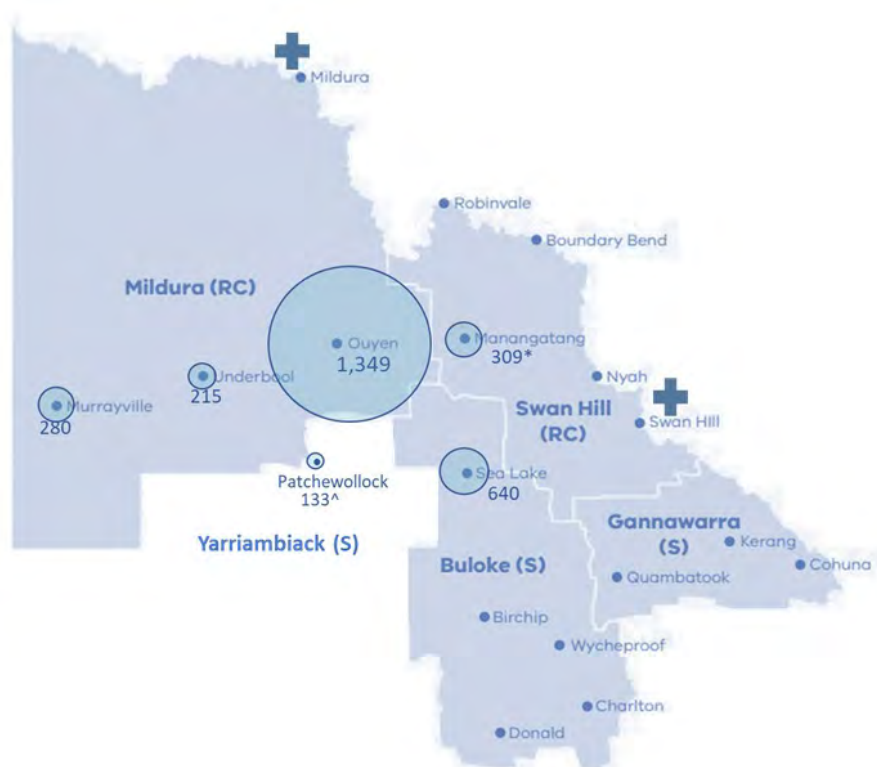 Mildura
Robinvale
Boundary Bend
Mildura (RC)
Ouyen
1,349
Manangatang
309*
Underbool
215
Nyah
Murrayville
280
Swan Hill
(RC)
Swan Hill
Patchewollock
133^
Sea Lake
640
Yarriambiack (S)
Gannawarra
(S)
Kerang
Cohuna
Buloke (S)
Quambatook
Birchip
Wycheproof
Charlton
Donald